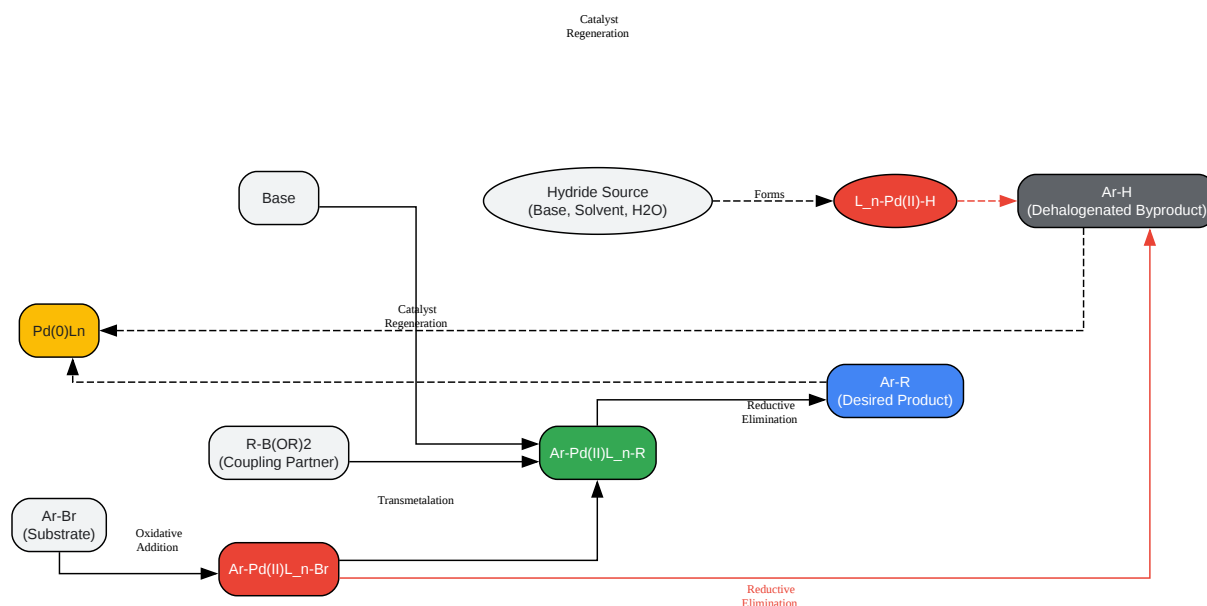 Catalyst
Regeneration
Base
Hydride Source
(Base, Solvent, H2O)
Forms
L_n-Pd(II)-H
Ar-H
(Dehalogenated Byproduct)
Pd(0)Ln
Catalyst
Regeneration
Ar-R
(Desired Product)
Reductive
Elimination
R-B(OR)2
(Coupling Partner)
Ar-Pd(II)L_n-R
Transmetalation
Ar-Br
(Substrate)
Oxidative
Addition
Ar-Pd(II)L_n-Br
Reductive
Elimination